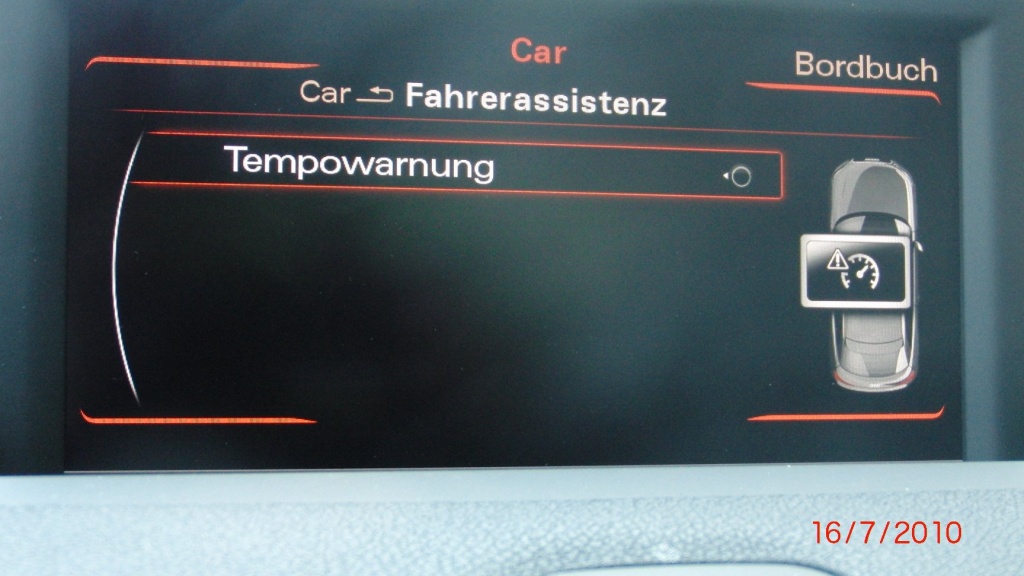 Car
Bordbuch
Car Fahrerassistenz
Tempowarnung
16/7/2010